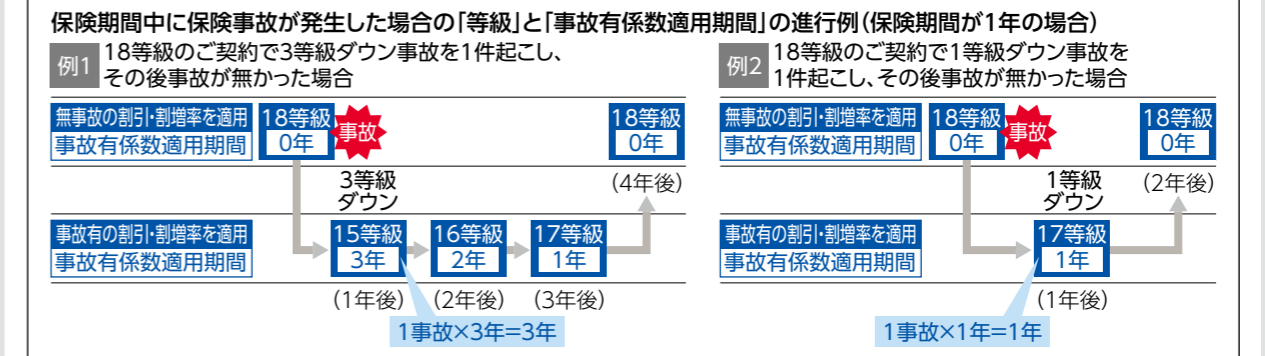 保険期間中に保険事故が発生した場合の「等級」と「事故有係数適用期間」の進行例(保険期間が1年の場合)
例1
18等級のご契約で3等級ダウン事故を1件起こし、
その後事故が無かった場合
無事故の割引・割増率を適用
事故有係数適用期間
18等級
0年
事故
18等級
0年
3等級
ダウン
(4年後)
事故有の割引・割増率を適用
事故有係数適用期間
15等級
3年
16等級
2年
17等級
1年
(1年後)
(2年後)
(3年後)
1事故×3年=3年
例2
18等級のご契約で1等級ダウン事故を
1件起こし、その後事故が無かった場合
無事故の割引・割増率を適用
事故有係数適用期間
18等級
0年
事故
18等級
0年
1等級
ダウン
(2年後)
事故有の割引・割増率を適用
事故有係数適用期間
17等級
1年
(1年後)
1事故×1年=1年